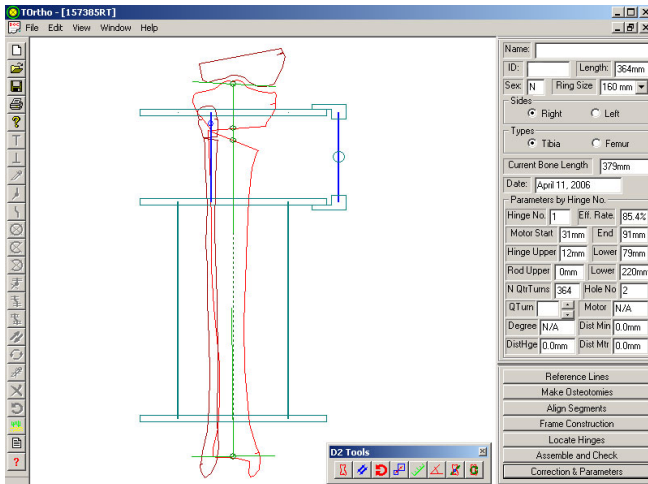 TOrtho - [157385RT]
File Edit View Window Help
Name:
ID: Length: 364mm
Sex: N Ring Size 160 mm
Sides
Right Left
Types
Tibia Femur
Current Bone Length 379mm
Date: April 11, 2006
Parameters by Hinge No.
Hinge No. 1 Eff. Rate. 85.4%
Motor Start 31mm End 91mm
Hinge Upper 12mm Lower 79mm
Rod Upper 0mm Lower 220mm
N QtrTurns 364 Hole No 2
QTurn Motor N/A
Degree N/A Dist Min 0.0mm
DistHge 0.0mm Dist Mtr 0.0mm
Reference Lines
Make Osteotomies
Align Segments
Frame Construction
Locate Hinges
Assemble and Check
Correction & Parameters
D2 Tools